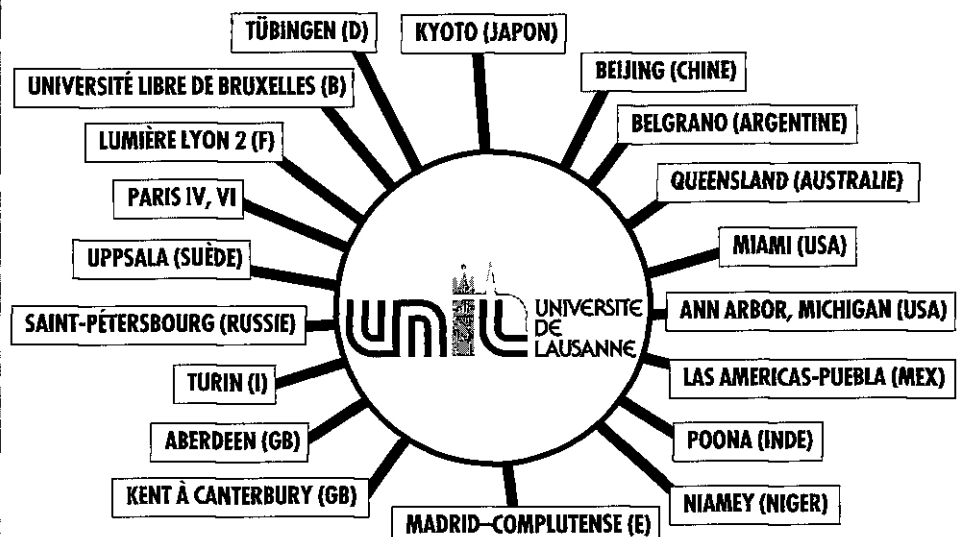 TÜBINGEN (D)
KYOTO (JAPON)
BEIJING (CHINE)
UNIVERSITÉ LIBRE DE BRUXELLES (B)
BELGRANO (ARGENTINE)
LUMIÈRE LYON 2 (F)
QUEENSLAND (AUSTRALIE)
PARIS IV, VI
MIAMI (USA)
UPPSALA (SUÈDE)
unil
UNIVERSITE
DE
LAUSANNE
ANN ARBOR, MICHIGAN (USA)
SAINT-PÉTERSBOURG (RUSSIE)
LAS AMERICAS-PUEBLA (MEX)
TURIN (I)
ABERDEEN (GB)
POONA (INDE)
KENT À CANTERBURY (GB)
NIAMEY (NIGER)
MADRID–COMPLUTENSE (E)